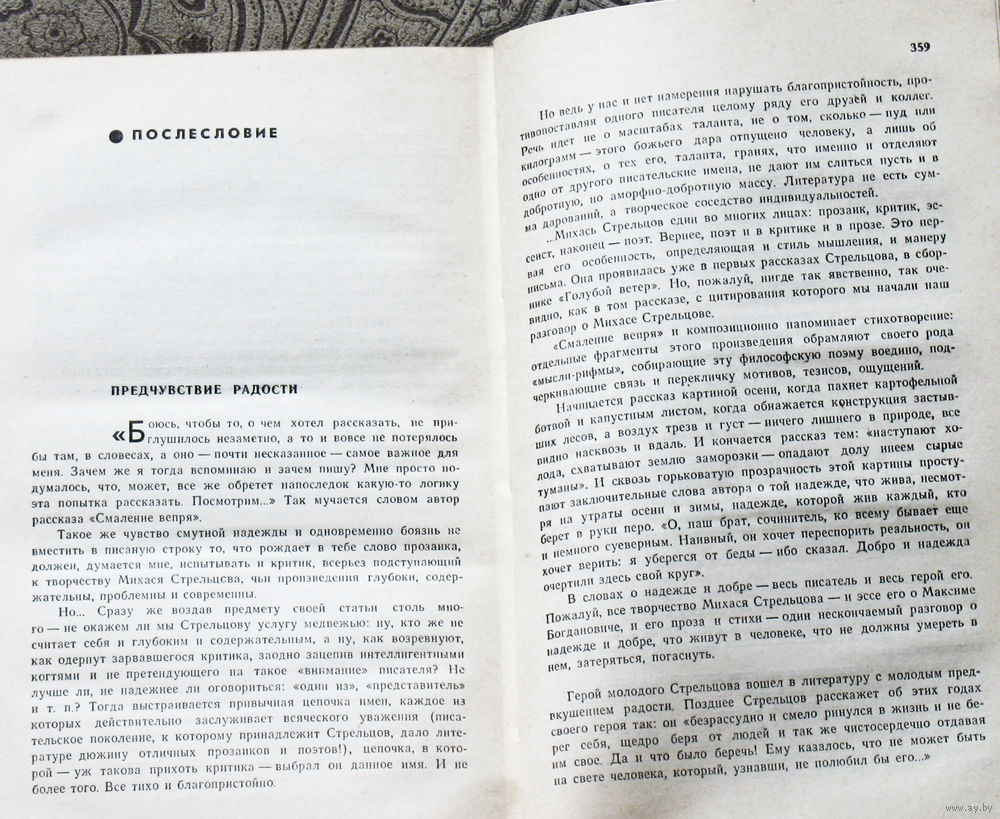 ПОСЛЕСЛОВИЕ
ПРЕДЧУВСТВИЕ РАДОСТИ
«Боюсь, чтобы то, о чем хотел рассказать, не при-
глушилось незаметно, а то и вовсе не потерялось
бы там, в словесах, а оно — почти несказанное — самое важное для
меня. Зачем же я тогда вспоминаю и зачем пишу? Мне просто по-
думалось, что, может, все же обретет напоследок какую-то логику
эта попытка рассказать. Посмотрим...» Так мучается словом автор
рассказа «Смаление вепря».
Такое же чувство смутной надежды и одновременно боязнь не
вместить в писаную строку то, что рождает в тебе слово прозаика,
должен, думается мне, испытывать и критик, всерьез подступающий
к творчеству Михася Стрельцова, чьи произведения глубоки, содер-
жательны, проблемны и современны.
Но... Сразу же воздав предмету своей статьи столь мно-
го — не окажем ли мы Стрельцову услугу медвежью: ну, кто же не
считает себя и глубоким и содержательным, а ну, как возревнуют,
как одернут зарвавшегося критика, заодно зацепив интеллигентными
когтями и не претендующего на такое «внимание» писателя? Не
лучше ли, не надежнее ли оговориться: «один из», «представитель»
и т. п.? Тогда выстраивается привычная цепочка имен, каждое из
которых действительно заслуживает всяческого уважения (писа-
тельское поколение, к которому принадлежит Стрельцов, дало лите-
ратуре дюжину отличных прозаиков и поэтов!), цепочка, в кото-
рой — уж такова прихоть критика — выбрал он данное имя. И не
более того. Все тихо и благопристойно.
359
Но ведь у нас и нет намерения нарушать благопристойность, про-
тивопоставляя одного писателя целому ряду его друзей и коллег.
Речь идет не о масштабах таланта, не о том, сколько — пуд или
килограмм — этого божьего дара отпущено человеку, а лишь об
особенностях, о тех его, таланта, гранях, что именно и отделяют
одно от другого писательские имена, не дают им слиться пусть и в
добротную, но аморфно-добротную массу. Литература не есть сум-
ма дарований, а творческое соседство индивидуальностей.
...Михась Стрельцов един во многих лицах: прозаик, критик, эс-
сеист, наконец — поэт. Вернее, поэт и в критике и в прозе. Это пер-
вая его особенность, определяющая и стиль мышления, и манеру
письма. Она проявилась уже в первых рассказах Стрельцова, в сбор-
нике «Голубой ветер». Но, пожалуй, нигде так явственно, так оче-
видно, как в том рассказе, с цитирования которого мы начали наш
разговор о Михасе Стрельцове.
«Смаление вепря» и композиционно напоминает стихотворение:
отдельные фрагменты этого произведения обрамляют своего рода
«мысли-рифмы», собирающие эту философскую поэму воедино, под-
черкивающие связь и перекличку мотивов, тезисов, ощущений.
Начинается рассказ картиной осени, когда пахнет картофельной
ботвой и капустным листом, когда обнажается конструкция застыв-
ших лесов, а воздух трезв и густ — ничего лишнего в природе, все
видно насквозь и вдаль. И кончается рассказ тем: «наступают хо-
лода, схватывают землю заморозки — опадают долу инеем сырые
туманы». И сквозь горьковатую прозрачность этой картины просту-
пают заключительные слова автора о той надежде, что жива, несмот-
ря на утраты осени и зимы, надежде, которой жив каждый, кто
берет в руки перо. «О, наш брат, сочинитель, ко всему бывает еще
и немного суеверным. Наивный, он хочет переспорить реальность, он
хочет верить: я уберегся от беды — ибо сказал. Добро и надежда
очертили здесь свой круг».
В словах о надежде и добре — весь писатель и весь герой его.
Пожалуй, все творчество Михася Стрельцова — и эссе его о Максиме
Богдановиче, и его проза и стихи — один нескончаемый разговор о
надежде и добре, что живут в человеке, что не должны умереть в
нем, затеряться, погаснуть.
Герой молодого Стрельцова вошел в литературу с молодым пред-
вкушением радости. Позднее Стрельцов расскажет об этих годах
своего героя так: он «безрассудно и смело ринулся в жизнь и не бе-
рег себя, щедро беря от людей и так же чистосердечно отдавая
им свое. Да и что было беречь! Ему казалось, что не может быть
на свете человека, который, узнавши, не полюбил бы его...»
www.ay.by